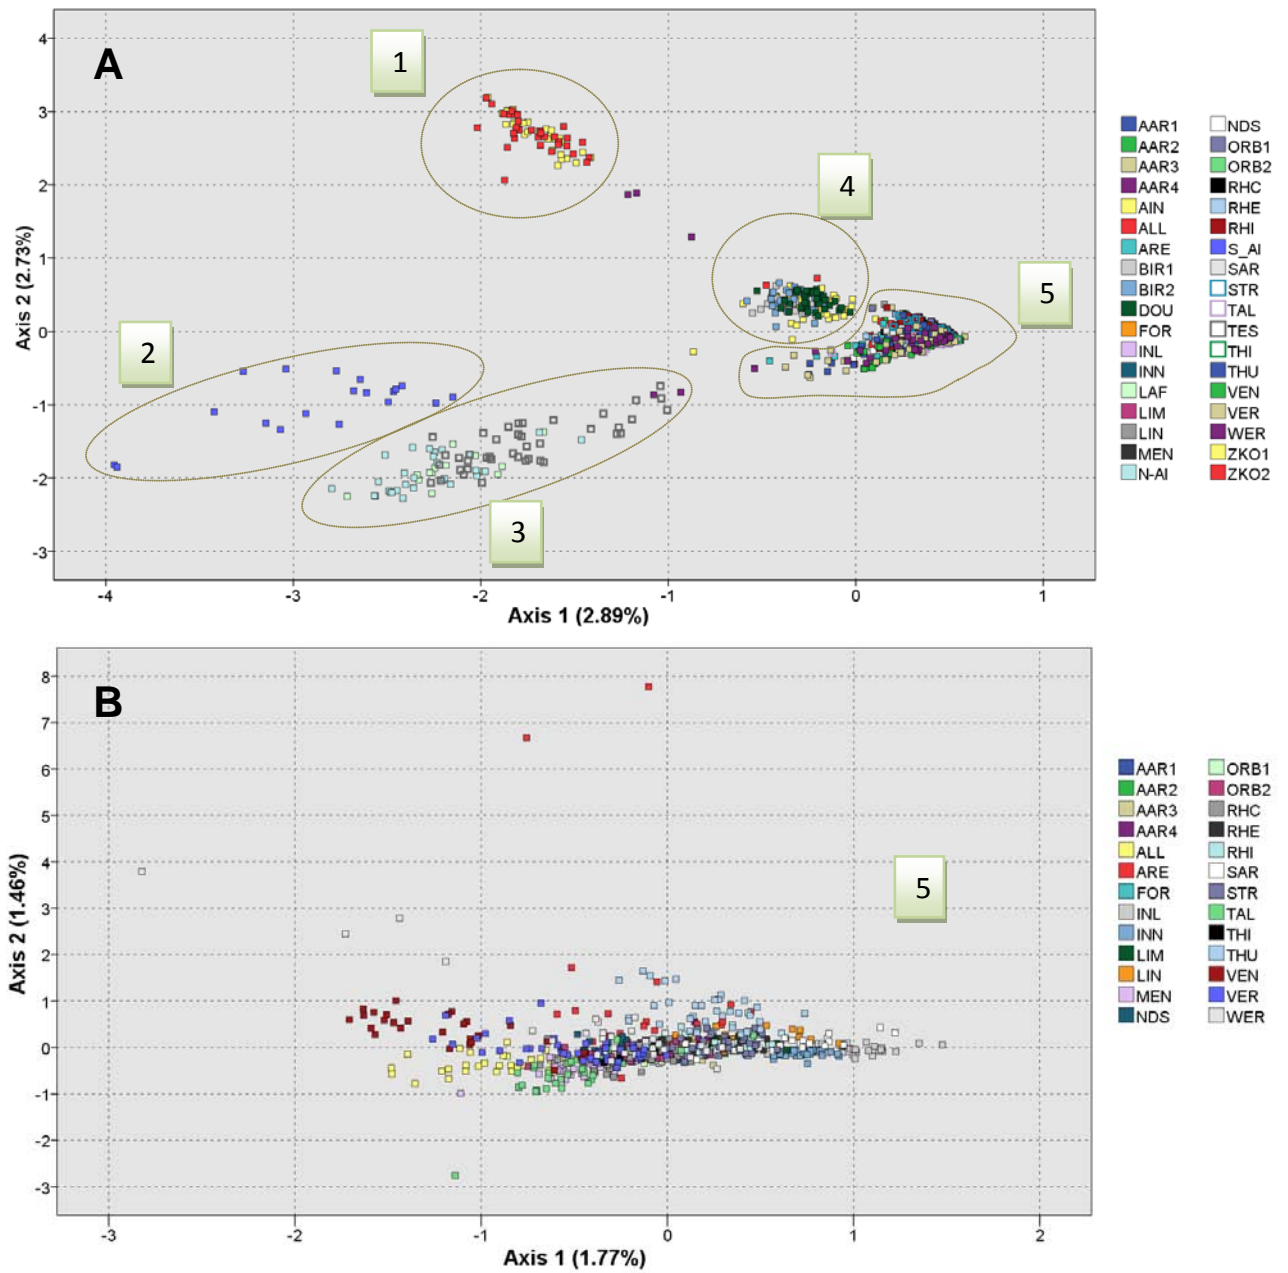 A
1
2
3
4
5
4
3
2
1
0
-1
-2
-3
Axis 2 (2.73%)
-4 -3 -2 -1 0 1
Axis 1 (2.89%)
AAR1 NDS
AAR2 ORB1
AAR3 ORB2
AAR4 RHC
AIN RHE
ALL RHI
ARE S_AI
BIR1 SAR
BIR2 STR
DOU TAL
FOR TES
INL THI
INN THU
LAF VEN
LIM VER
LIN WER
MEN ZKO1
N-AI ZKO2
B
5
8
7
6
5
4
3
2
1
0
-1
-2
-3
Axis 2 (1.46%)
-3 -2 -1 0 1 2
Axis 1 (1.77%)
AAR1 ORB1
AAR2 ORB2
AAR3 RHC
AAR4 RHE
ALL RHI
ARE SAR
FOR STR
INL TAL
INN THI
LIM THU
LIN VEN
MEN VER
NDS WER